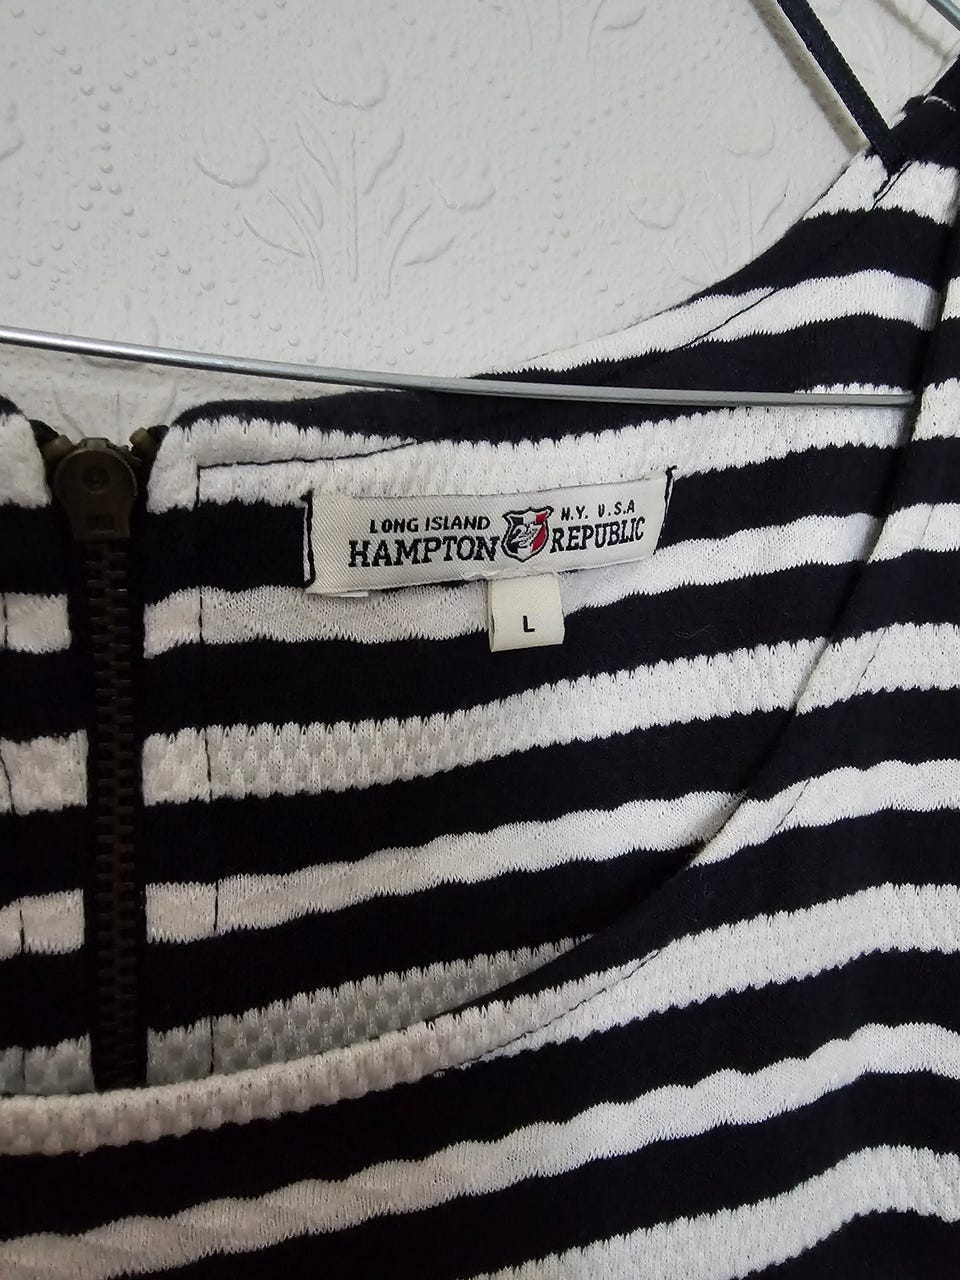 LONG ISLAND N.Y. U.S.A
HAMPTON REPUBLIC
L